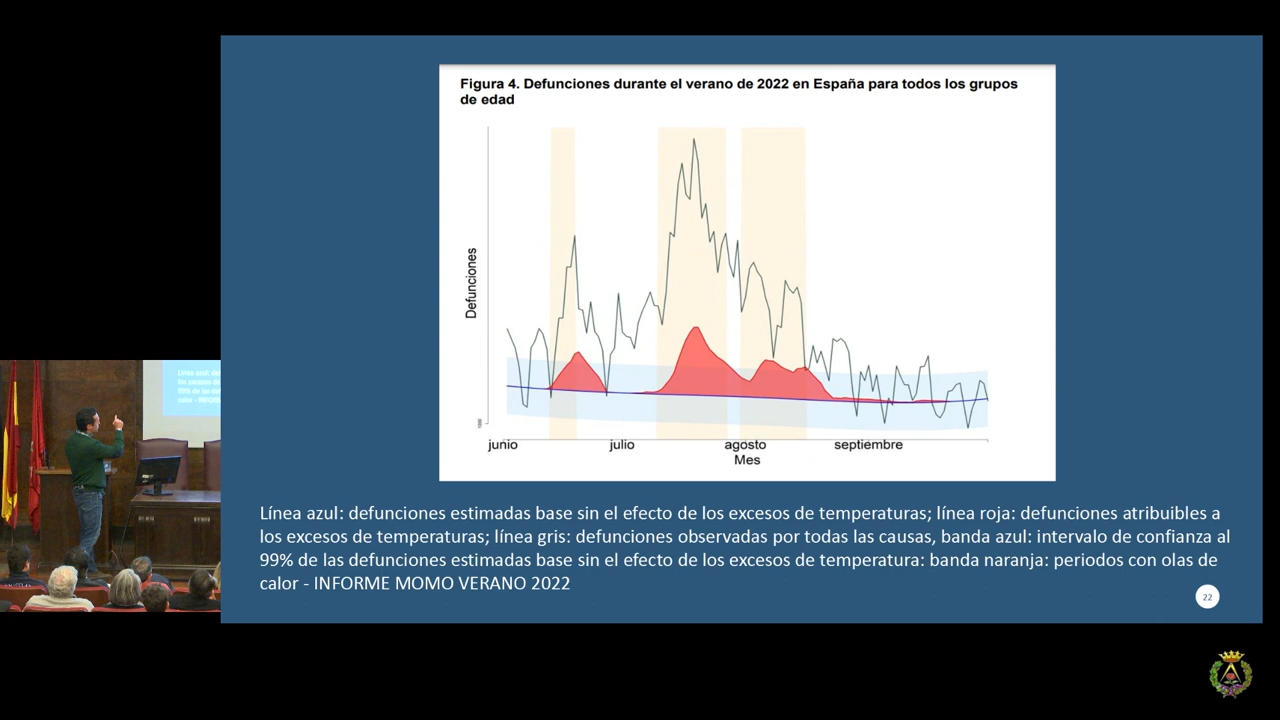 Figura 4. Defunciones durante el verano de 2022 en España para todos los grupos
de edad
Defunciones
junio
julio
agosto
septiembre
Mes
Línea azul: defunciones estimadas base sin el efecto de los excesos de temperaturas; línea roja: defunciones atribuibles a
los excesos de temperaturas; línea gris: defunciones observadas por todas las causas, banda azul: intervalo de confianza al
99% de las defunciones estimadas base sin el efecto de los excesos de temperatura: banda naranja: periodos con olas de
calor - INFORME MOMO VERANO 2022
22